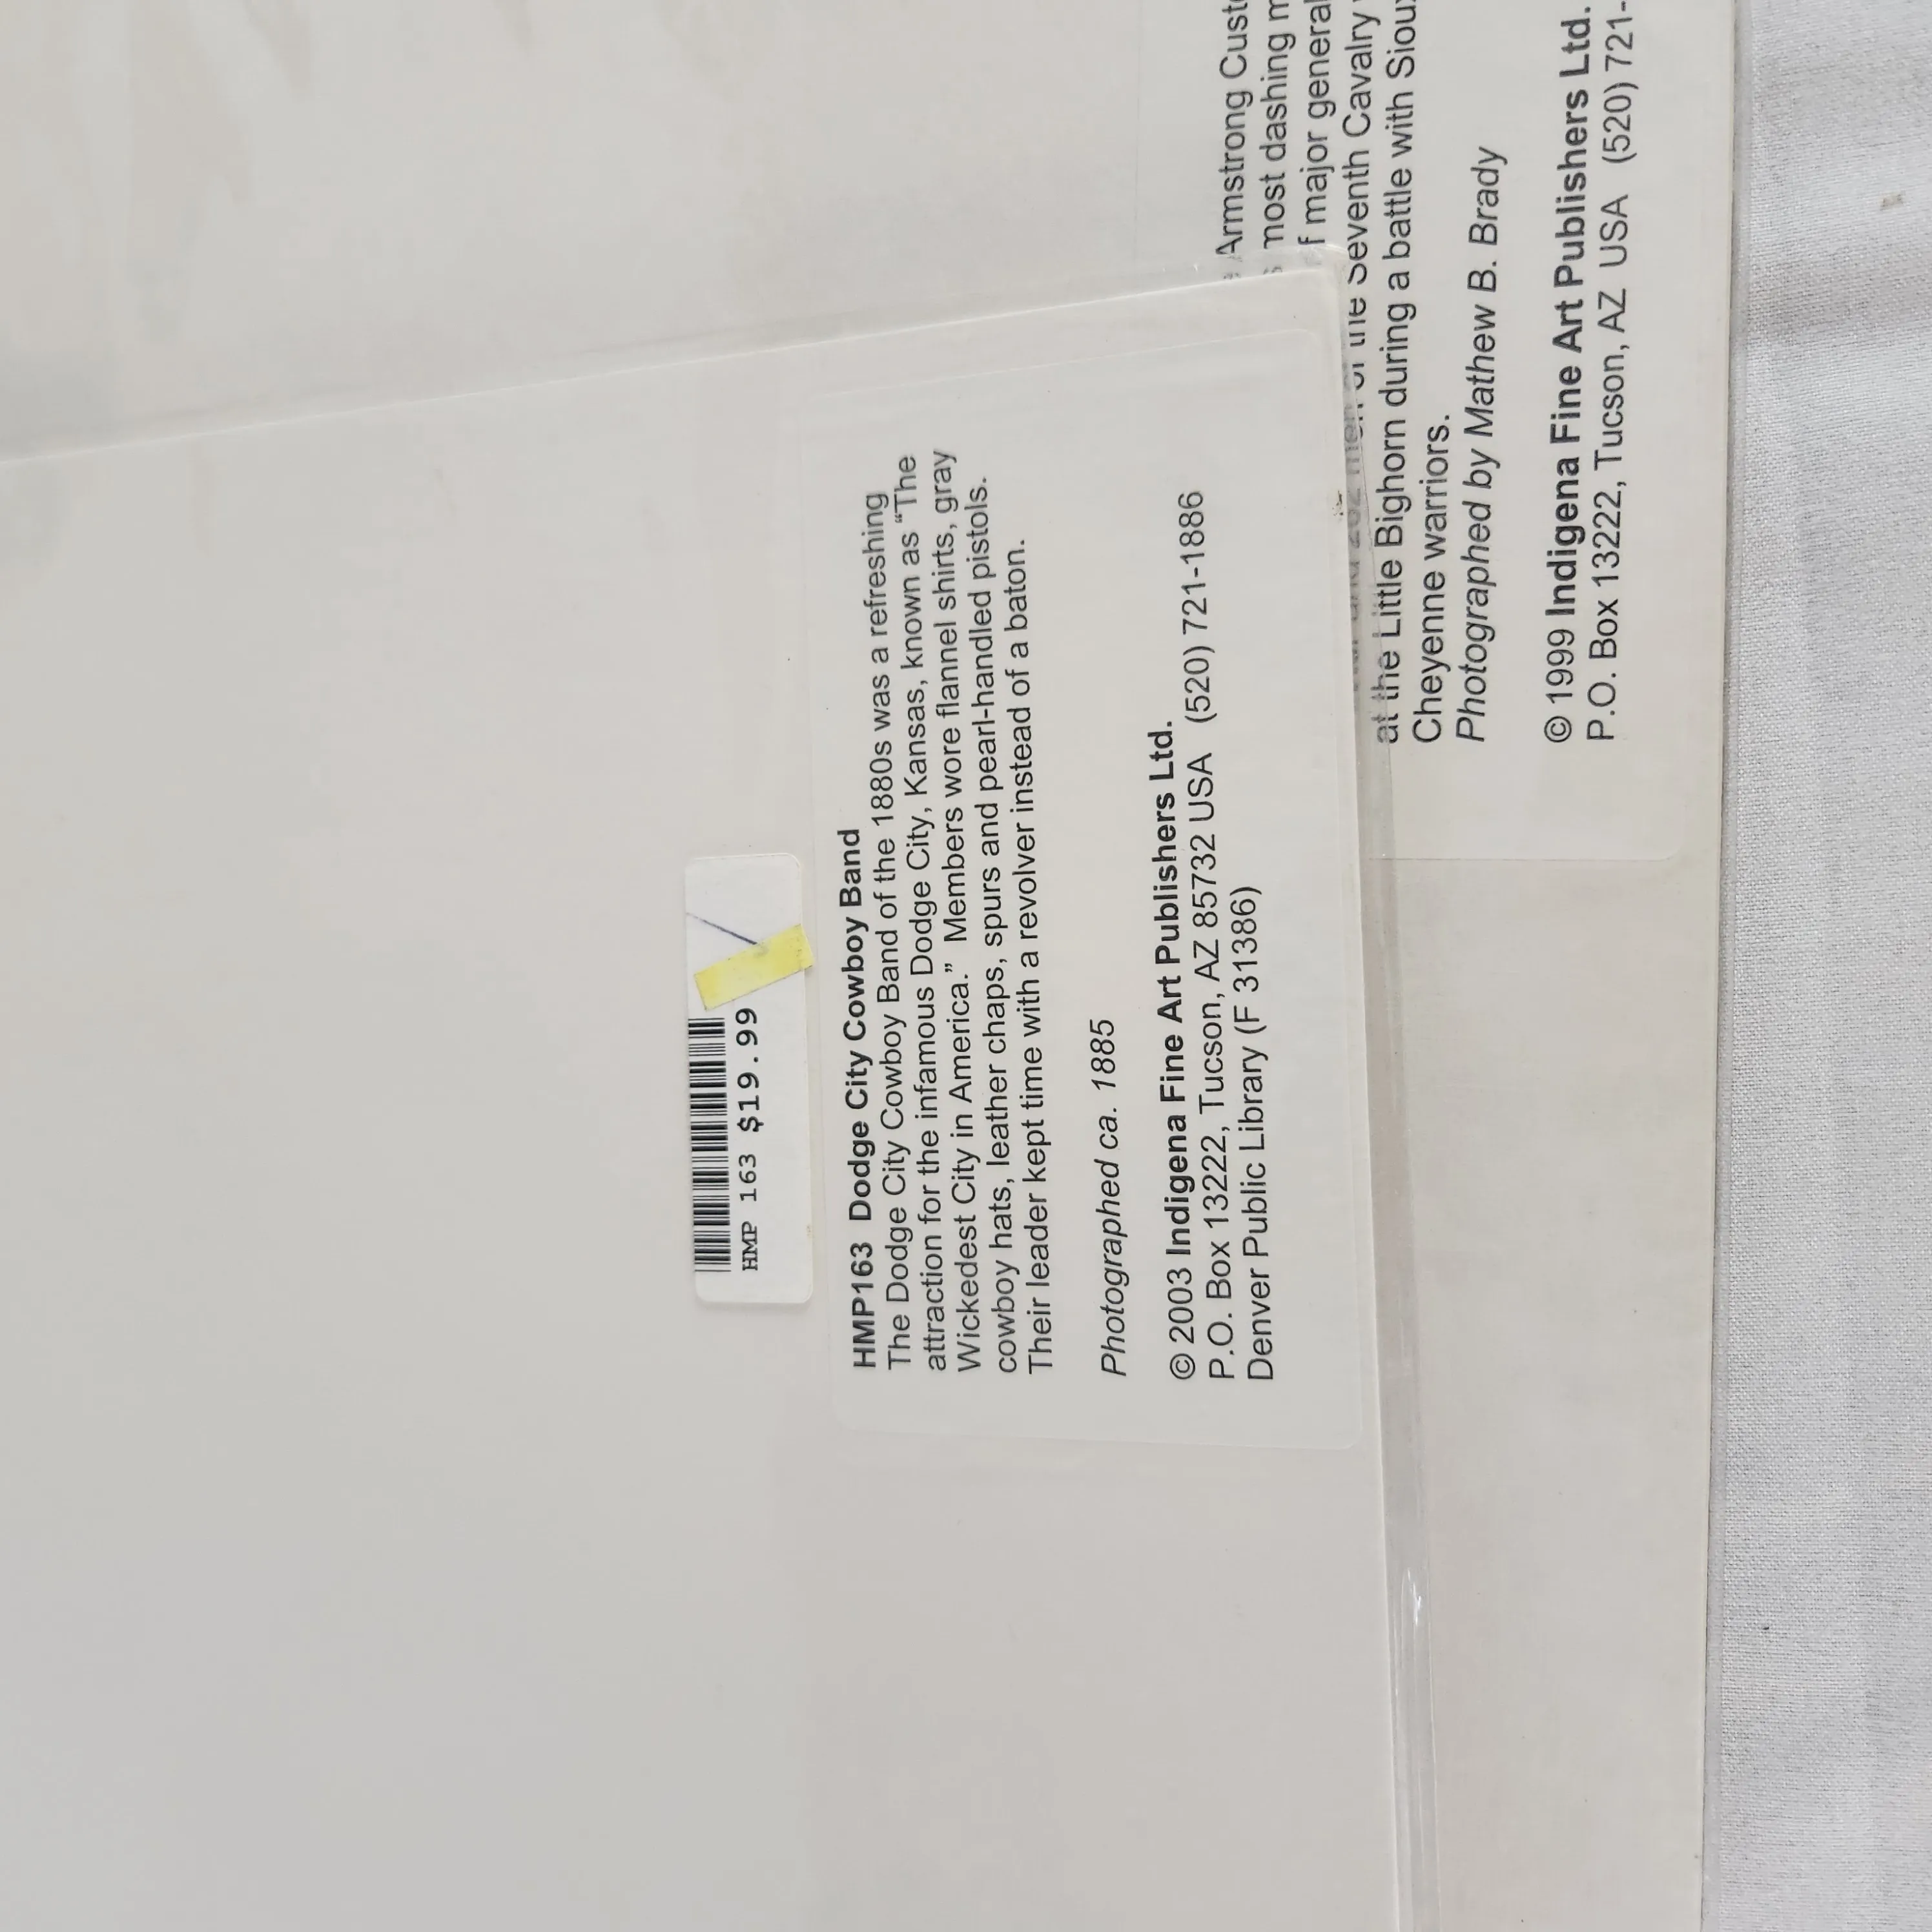 HMP 163 $19.99
HMP163 Dodge City Cowboy Band
The Dodge City Cowboy Band of the 1880s was a refreshing
attraction for the infamous Dodge City, Kansas, known as “The
Wickedest City in America.” Members wore flannel shirts, gray
cowboy hats, leather chaps, spurs and pearl-handled pistols.
Their leader kept time with a revolver instead of a baton.
Photographed ca. 1885
© 2003 Indigena Fine Art Publishers Ltd.
P.O. Box 13222, Tucson, AZ 85732 USA (520) 721-1886
Denver Public Library (F 31386)
Armstrong
most dashing
major general
the Seventh Cavalry
at the Little Bighorn during a battle with
Cheyenne warriors.
Photographed by Mathew B. Brady
© 1999 Indigena Fine Art Publishers Ltd.
P.O. Box 13222, Tucson, AZ USA (520) 721-